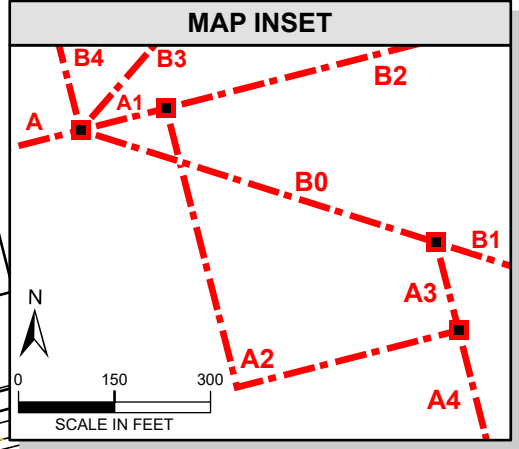 MAP INSET
B4 B3
B2
A A1
B0
B1
A3
N
A2
0 150 300
A4
SCALE IN FEET